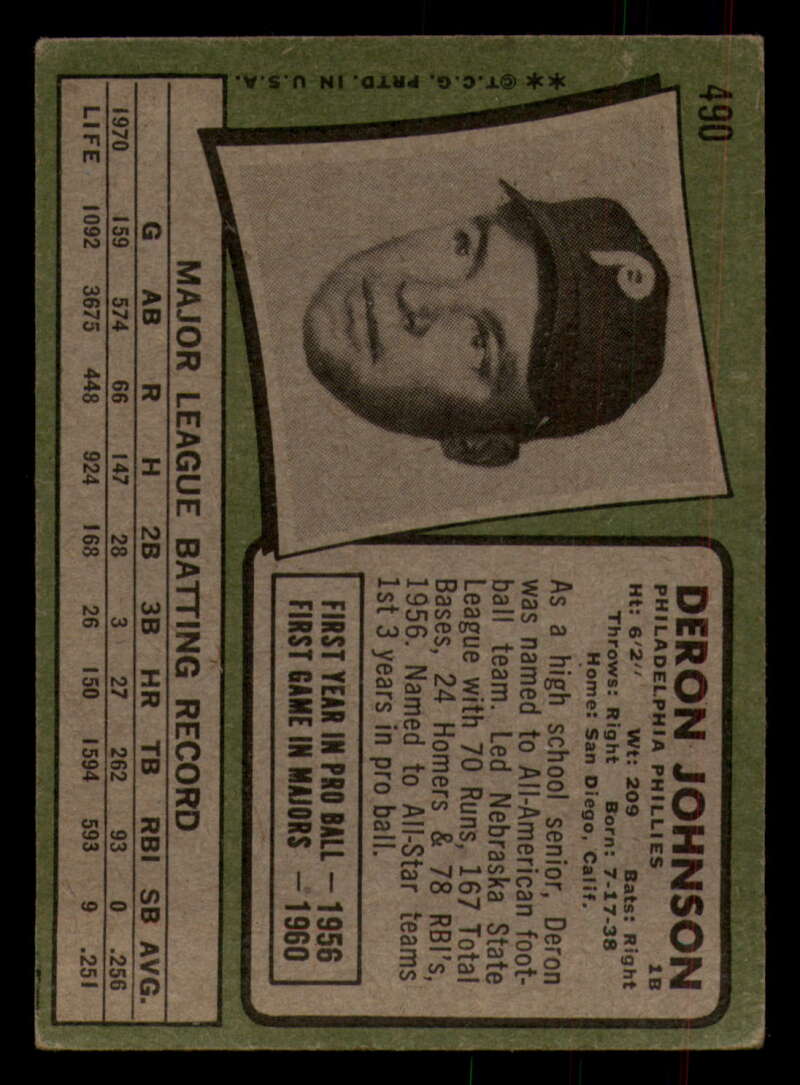 490
DERON JOHNSON
PHILADELPHIA PHILLIES 1B
Ht: 6'2" Wt: 209 Bats: Right
Throws: Right Born: 7-17-38
Home: San Diego, Calif.
As a high school senior, Deron
was named to All-American foot-
ball team. Led Nebraska State
League with 70 Runs, 167 Total
Bases, 24 Homers & 78 RBI's,
1956. Named to All-Star teams
1st 3 years in pro ball.
FIRST YEAR IN PRO BALL — 1956
FIRST GAME IN MAJORS — 1960
P
MAJOR LEAGUE BATTING RECORD
G AB R H 2B 3B HR TB RBI SB AVG.
1970 159 574 66 147 28 3 27 262 93 0 .256
LIFE 1092 3675 448 924 168 26 150 1594 593 9 .251
** ©T.C.G. PRTD. IN U.S.A.